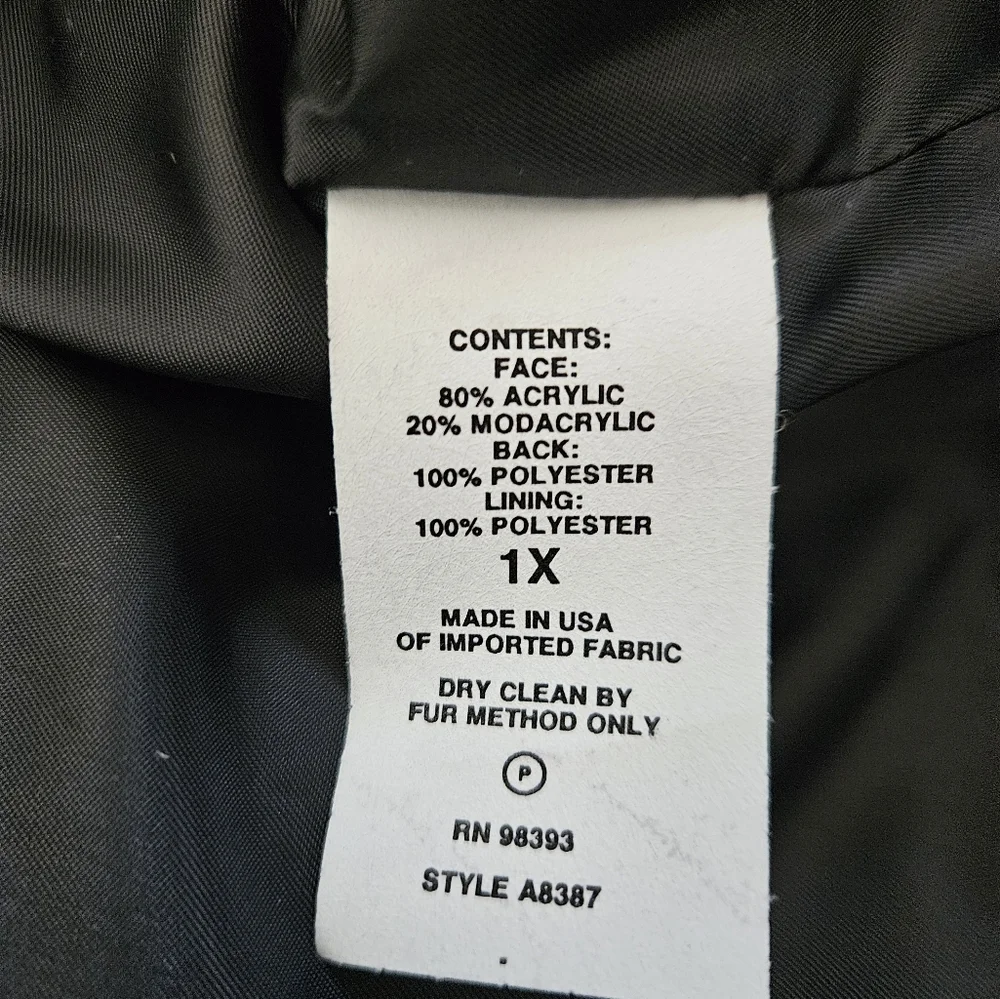 CONTENTS:
FACE:
80% ACRYLIC
20% MODACRYLIC
BACK:
100% POLYESTER
LINING:
100% POLYESTER
1X
MADE IN USA
OF IMPORTED FABRIC
DRY CLEAN BY
FUR METHOD ONLY
P
RN 98393
STYLE A8387